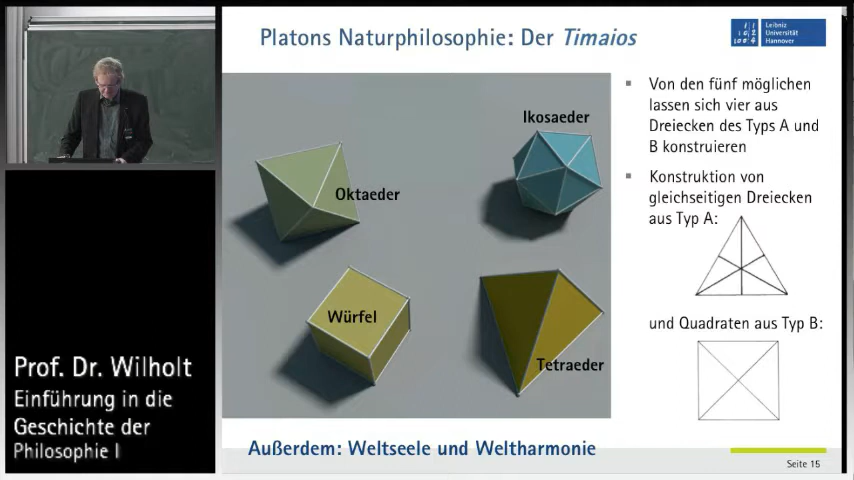 Platons Naturphilosophie: Der Timaios
Leibniz
Universität
Hannover
Von den fünf möglichen
lassen sich vier aus
Dreiecken des Typs A und
B konstruieren
Konstruktion von
gleichseitigen Dreiecken
aus Typ A:
und Quadraten aus Typ B:
Ikosaeder
Oktaeder
Würfel
Tetraeder
Außerdem: Weltseele und Weltharmonie
Seite 15
Prof. Dr. Wilholt
Einführung in die
Geschichte der
Philosophie I